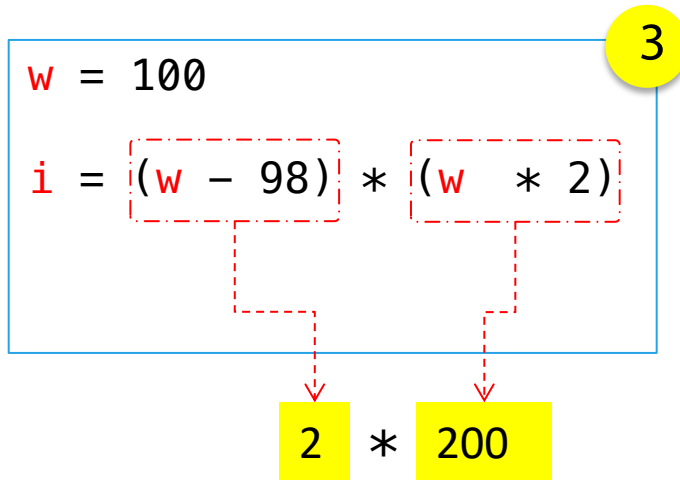 3
w = 100
i = (w – 98) * (w * 2)
2 * 200